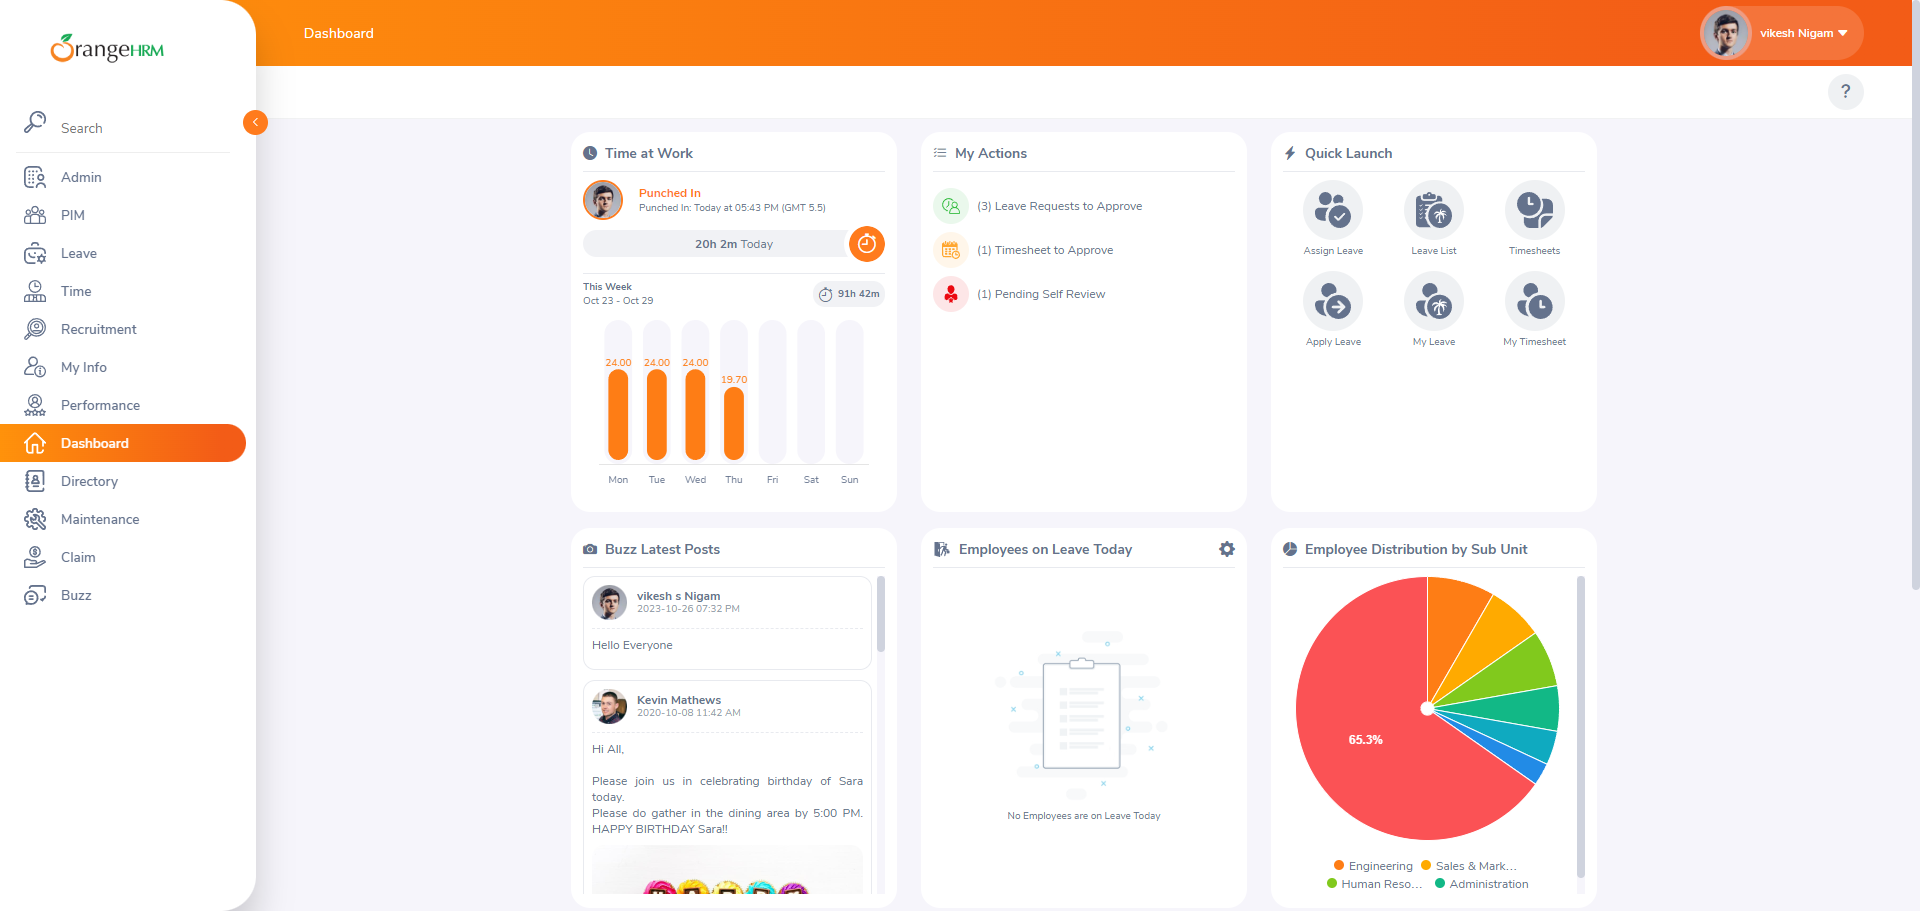 OrangeHRM
Dashboard
vikesh Nigam
?
Search
Admin
PIM
Leave
Time
Recruitment
My Info
Performance
Dashboard
Directory
Maintenance
Claim
Buzz
Time at Work
Punched In
Punched In: Today at 05:43 PM (GMT 5.5)
20h 2m Today
This Week
Oct 23 - Oct 29
91h 42m
24.00 24.00 24.00 19.70
Mon Tue Wed Thu Fri Sat Sun
My Actions
(3) Leave Requests to Approve
(1) Timesheet to Approve
(1) Pending Self Review
Quick Launch
Assign Leave Leave List Timesheets
Apply Leave My Leave My Timesheet
Buzz Latest Posts
vikesh s Nigam
2023-10-26 07:32 PM
Hello Everyone
Kevin Mathews
2020-10-08 11:42 AM
Hi All,
Please join us in celebrating birthday of Sara
today.
Please do gather in the dining area by 5:00 PM.
HAPPY BIRTHDAY Sara!!
Employees on Leave Today
No Employees are on Leave Today
Employee Distribution by Sub Unit
65.3%
Engineering Sales & Mark...
Human Reso... Administration